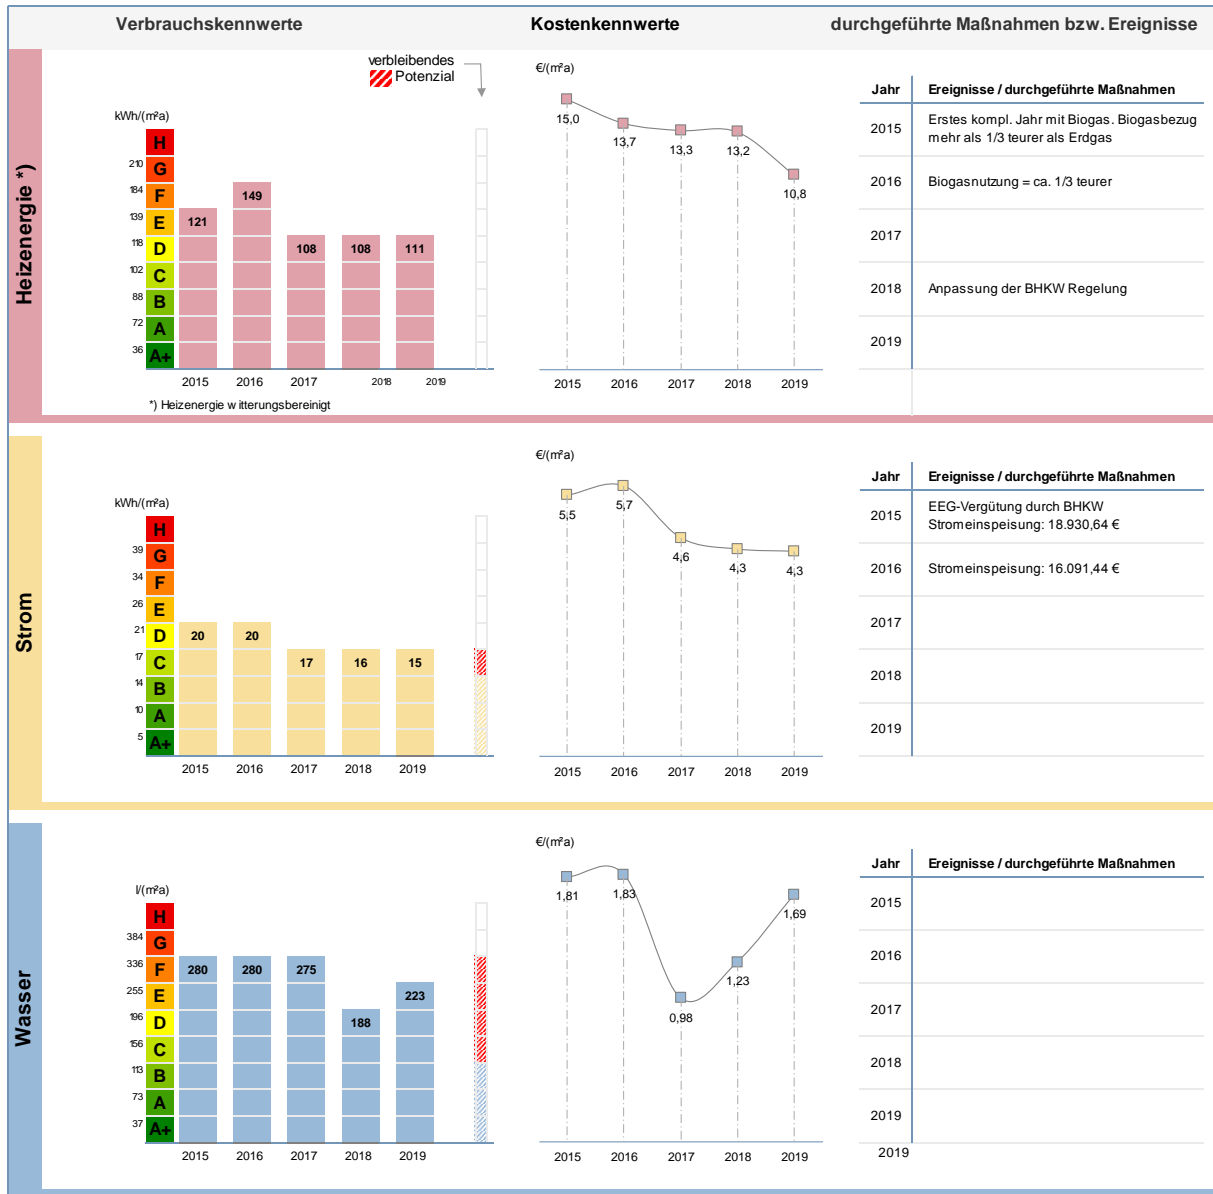 Verbrauchskennwerte
Kostenkennwerte
durchgeführte Maßnahmen bzw. Ereignisse
Heizenergie *)
verbleibendes
Potenzial
kWh/(m²a)
H
210
G
184
F
139
E
118
D
102
C
88
B
72
A
36
A+
121
149
108
108
111
2015
2016
2017
2018
2019
*) Heizenergie w itterungsbereinigt
€/(m²a)
15,0
13,7
13,3
13,2
10,8
2015
2016
2017
2018
2019
Jahr
Ereignisse / durchgeführte Maßnahmen
2015
Erstes kompl. Jahr mit Biogas. Biogasbezug
mehr als 1/3 teurer als Erdgas
2016
Biogasnutzung = ca. 1/3 teurer
2017
2018
Anpassung der BHKW Regelung
2019
Strom
kWh/(m²a)
H
39
G
34
F
26
E
21
D
17
C
14
B
10
A
5
A+
20
20
17
16
15
2015
2016
2017
2018
2019
€/(m²a)
5,5
5,7
4,6
4,3
4,3
2015
2016
2017
2018
2019
Jahr
Ereignisse / durchgeführte Maßnahmen
2015
EEG-Vergütung durch BHKW
Stromeinspeisung: 18.930,64 €
2016
Stromeinspeisung: 16.091,44 €
2017
2018
2019
Wasser
l/(m²a)
H
384
G
336
F
255
E
196
D
156
C
113
B
73
A
37
A+
280
280
275
188
223
2015
2016
2017
2018
2019
€/(m²a)
1,81
1,83
0,98
1,23
1,69
2015
2016
2017
2018
2019
Jahr
Ereignisse / durchgeführte Maßnahmen
2015
2016
2017
2018
2019
2019